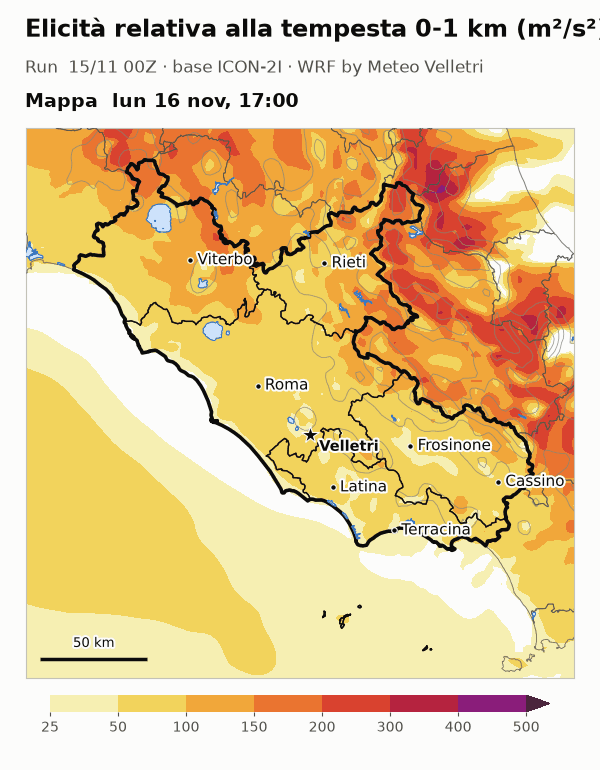 Elicità relativa alla tempesta 0-1 km (m²/s²)
Run 15/11 00Z · base ICON-2I · WRF by Meteo Velletri
Mappa lun 16 nov, 17:00
Viterbo
Rieti
Roma
Velletri
Frosinone
Latina
Cassino
Terracina
50 km
25 50 100 150 200 300 400 500